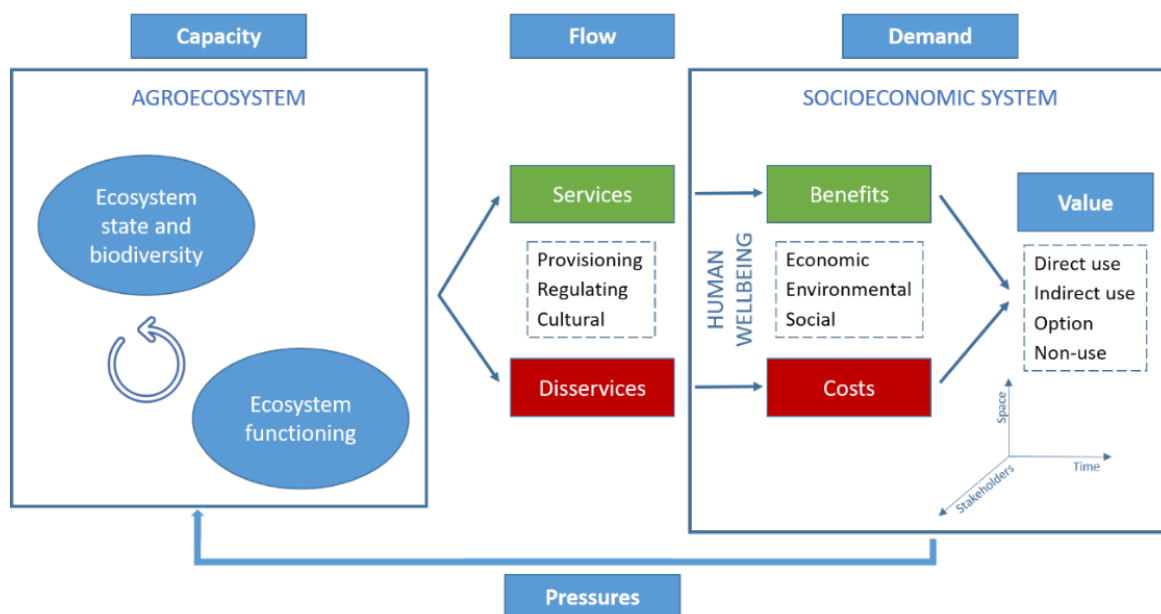 Capacity
Flow
Demand
AGROECOSYSTEM
SOCIOECONOMIC SYSTEM
Ecosystem
state and
biodiversity
Ecosystem
functioning
Services
Provisioning
Regulating
Cultural
Disservices
HUMAN
WELLBEING
Benefits
Economic
Environmental
Social
Costs
Value
Direct use
Indirect use
Option
Non-use
Space
Time
Stakeholders
Pressures